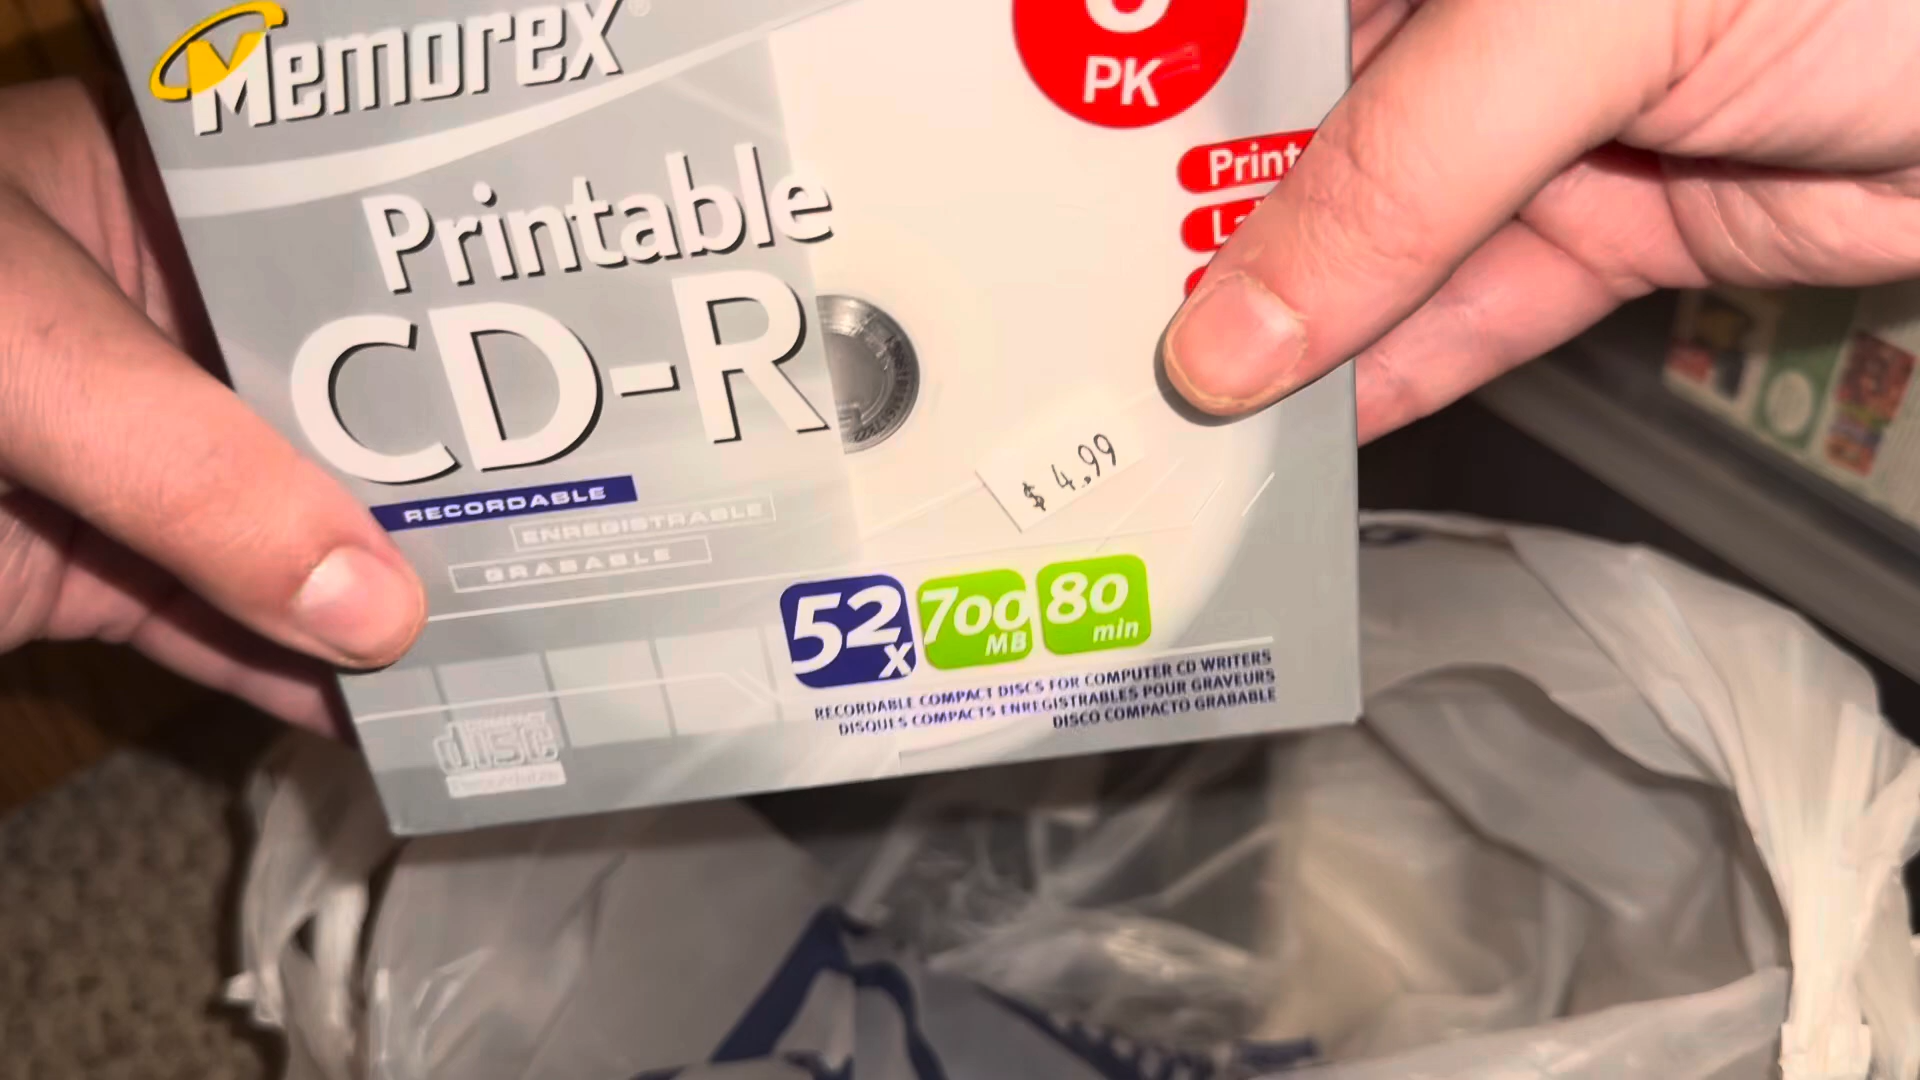 Memorex
PK
Print
Printable
CD-R
$4.99
RECORDABLE
ENREGISTRABLE
GRABABLE
52x
700 MB
80 min
RECORDABLE COMPACT DISCS FOR COMPUTER CD WRITERS
DISQUES COMPACTS ENREGISTRABLES POUR GRAVEURS
DISCO COMPACTO GRABABLE
COMPACT
disc